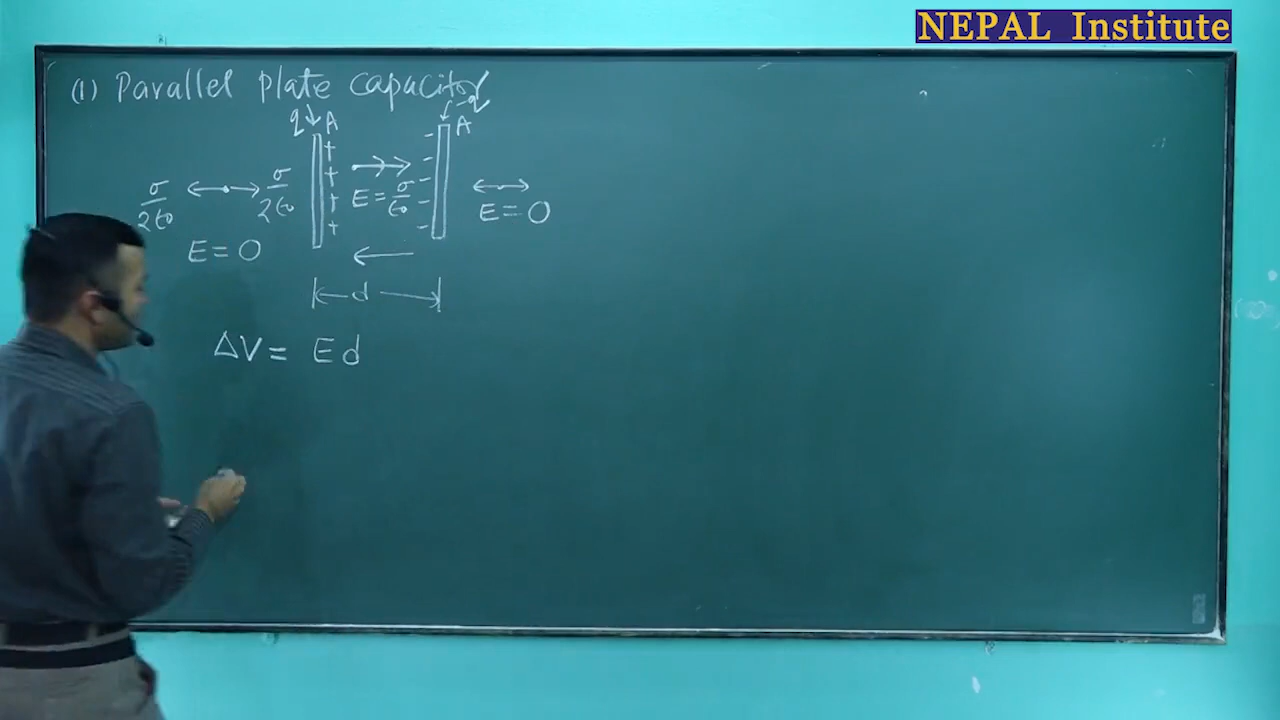 NEPAL Institute
(1) Parallel plate capacitor
q A
-q A
+ + + +
- - - - -
σ/2ε₀
σ/2ε₀
E = σ/ε₀
E = 0
E = 0
d
ΔV = Ed